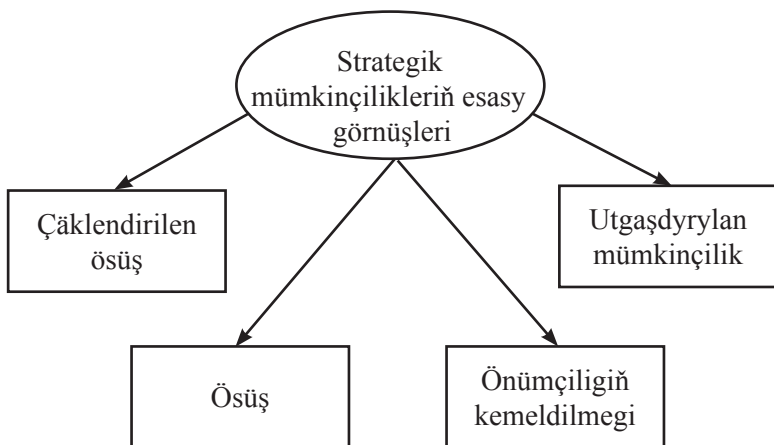 Strategik
mümkinçilikleriň esasy
görnüşleri
Çäklendirilen
ösüş
Utgaşdyrylan
mümkinçilik
Ösüş
Önümçiligiň
kemeldilmegi